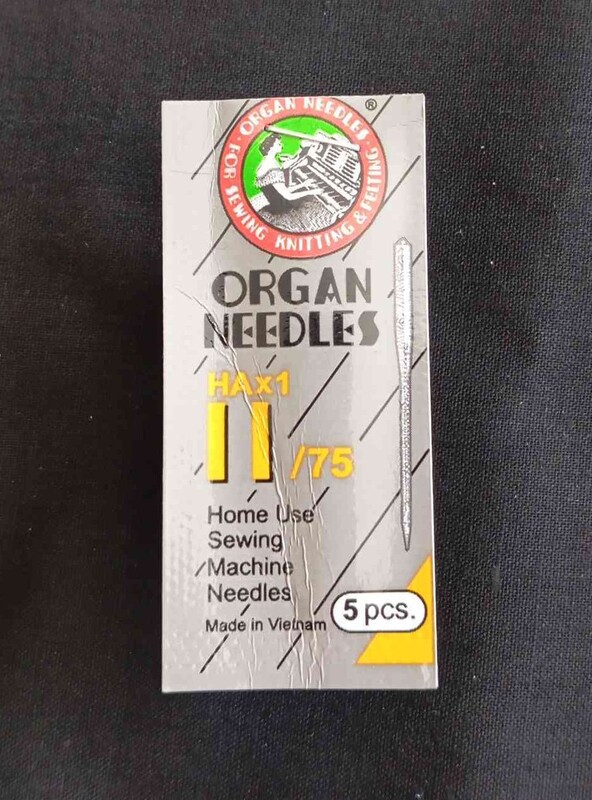 ORGAN NEEDLES ®
FOR SEWING KNITTING & FELTING
ORGAN
NEEDLES
HAx1
11/75
Home Use
Sewing
Machine
Needles
Made in Vietnam
5 pcs.